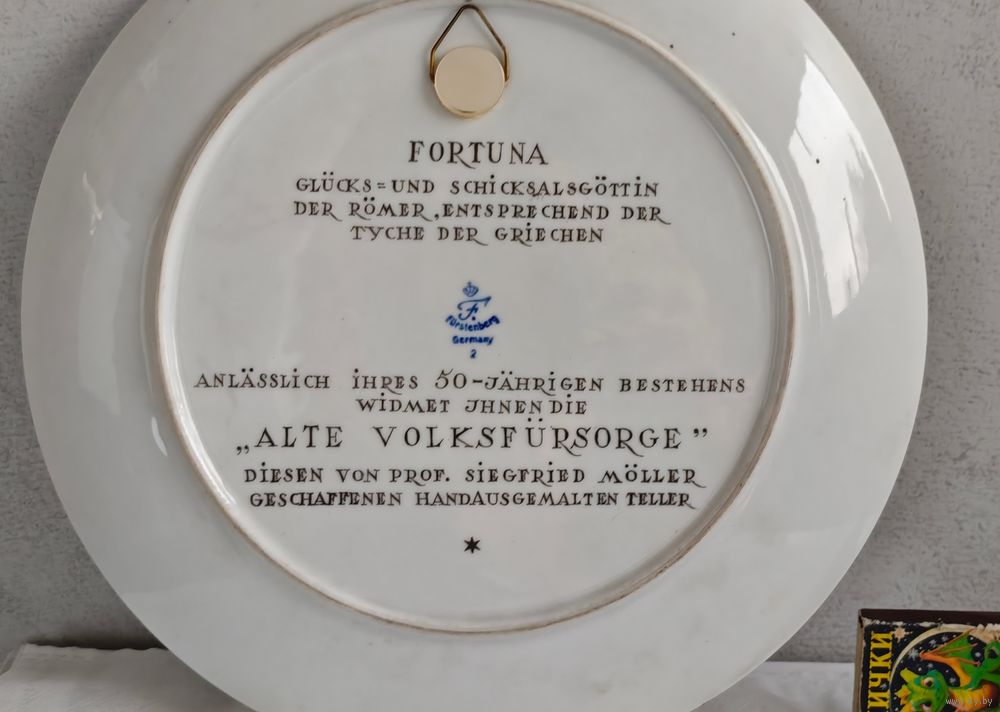 FORTUNA
GLÜCKS=UND SCHICKSALSGÖTTIN
DER RÖMER, ENTSPRECHEND DER
TYCHE DER GRIECHEN
F
Fürstenberg
Germany
2
ANLÄSSLICH IHRES 50-JÄHRIGEN BESTEHENS
WIDMET JHNEN DIE
„ALTE VOLKSFÜRSORGE”
DIESEN VON PROF. SIEGFRIED MÖLLER
GESCHAFFENEN HANDAUSGEMALTEN TELLER